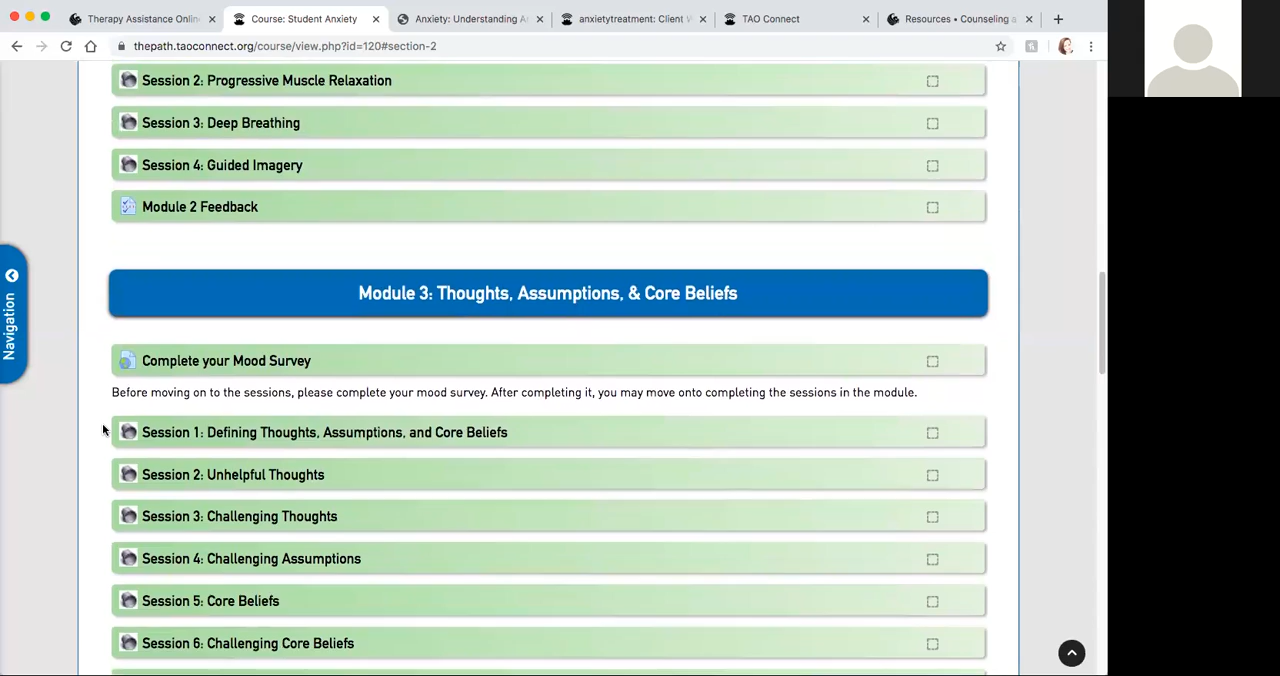 Therapy Assistance Onlin
Course: Student Anxiety
Anxiety: Understanding A
anxietytreatment: Client W
TAO Connect
Resources • Counseling a
thepath.taoconnect.org/course/view.php?id=120#section-2
Session 2: Progressive Muscle Relaxation
Session 3: Deep Breathing
Session 4: Guided Imagery
Module 2 Feedback
Navigation
Module 3: Thoughts, Assumptions, & Core Beliefs
Complete your Mood Survey
Before moving on to the sessions, please complete your mood survey. After completing it, you may move onto completing the sessions in the module.
Session 1: Defining Thoughts, Assumptions, and Core Beliefs
Session 2: Unhelpful Thoughts
Session 3: Challenging Thoughts
Session 4: Challenging Assumptions
Session 5: Core Beliefs
Session 6: Challenging Core Beliefs